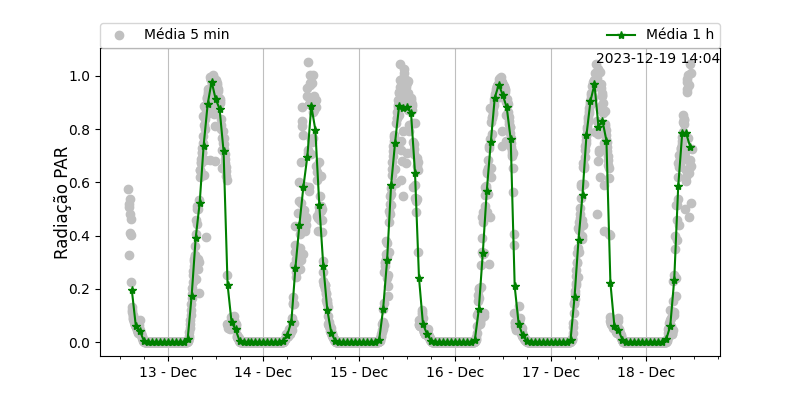 Média 5 min
Média 1 h
2023-12-19 14:04
Radiação PAR
1.0
0.8
0.6
0.4
0.2
0.0
13 - Dec
14 - Dec
15 - Dec
16 - Dec
17 - Dec
18 - Dec